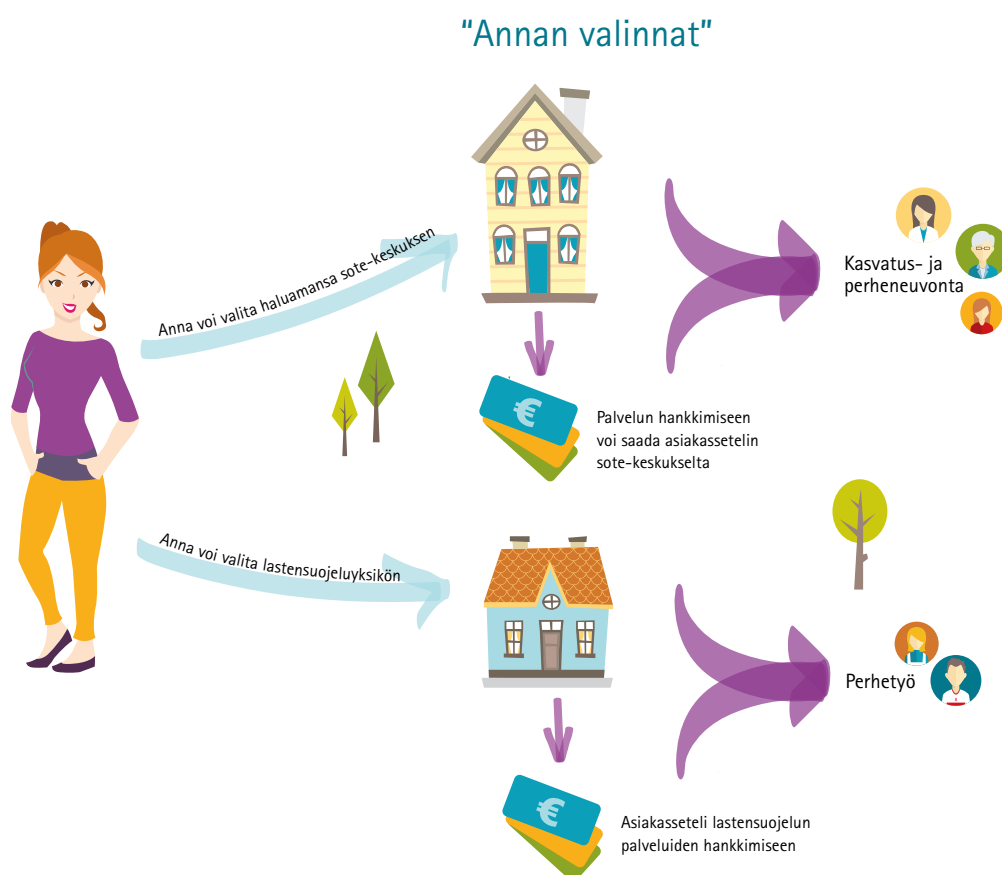 "Annan valinnat"
Anna voi valita haluamansa sote-keskuksen
Kasvatus- ja
perheneuvonta
€
Palvelun hankkimiseen
voi saada asiakassetelin
sote-keskukselta
Anna voi valita lastensuojeluyksikön
Perhetyö
€
Asiakasseteli lastensuojelun
palveluiden hankkimiseen